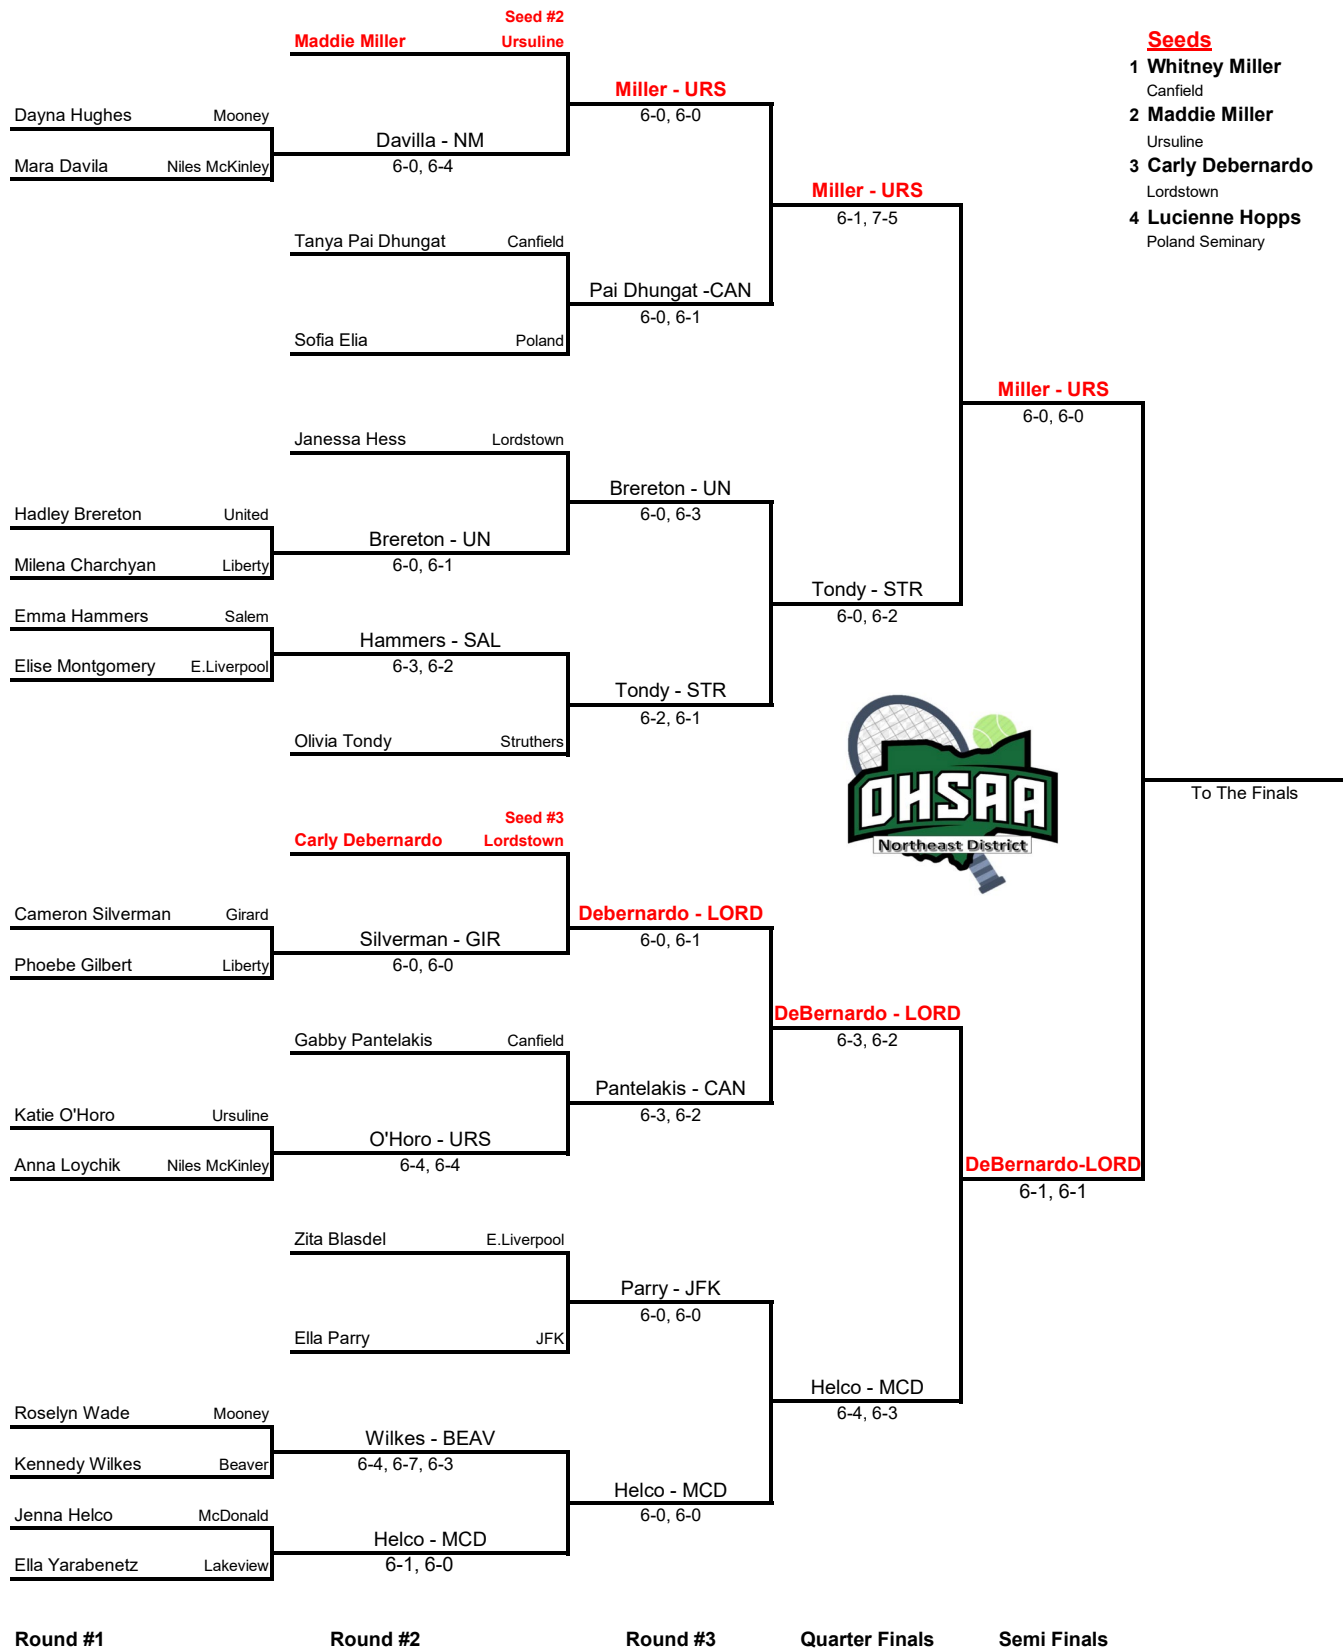 Seed #2
Maddie Miller Ursuline
Seeds
1 Whitney Miller
Canfield
2 Maddie Miller
Ursuline
3 Carly Debernardo
Lordstown
4 Lucienne Hopps
Poland Seminary
Miller - URS
6-0, 6-0
Dayna Hughes Mooney
Davilla - NM
6-0, 6-4
Mara Davila Niles McKinley
Miller - URS
6-1, 7-5
Tanya Pai Dhungat Canfield
Pai Dhungat -CAN
6-0, 6-1
Sofia Elia Poland
Miller - URS
6-0, 6-0
Janessa Hess Lordstown
Brereton - UN
6-0, 6-3
Hadley Brereton United
Brereton - UN
6-0, 6-1
Milena Charchyan Liberty
Tondy - STR
6-0, 6-2
Emma Hammers Salem
Hammers - SAL
6-3, 6-2
Elise Montgomery E.Liverpool
Tondy - STR
6-2, 6-1
Olivia Tondy Struthers
OHSAA
Northeast District
To The Finals
Seed #3
Carly Debernardo Lordstown
Cameron Silverman Girard
Debernardo - LORD
6-0, 6-1
Silverman - GIR
6-0, 6-0
Phoebe Gilbert Liberty
DeBernardo - LORD
6-3, 6-2
Gabby Pantelakis Canfield
Pantelakis - CAN
6-3, 6-2
Katie O'Horo Ursuline
O'Horo - URS
6-4, 6-4
Anna Loychik Niles McKinley
DeBernardo-LORD
6-1, 6-1
Zita Blasdel E.Liverpool
Parry - JFK
6-0, 6-0
Ella Parry JFK
Helco - MCD
6-4, 6-3
Roselyn Wade Mooney
Wilkes - BEAV
6-4, 6-7, 6-3
Kennedy Wilkes Beaver
Helco - MCD
6-0, 6-0
Jenna Helco McDonald
Helco - MCD
6-1, 6-0
Ella Yarabenetz Lakeview
Round #1 Round #2 Round #3 Quarter Finals Semi Finals